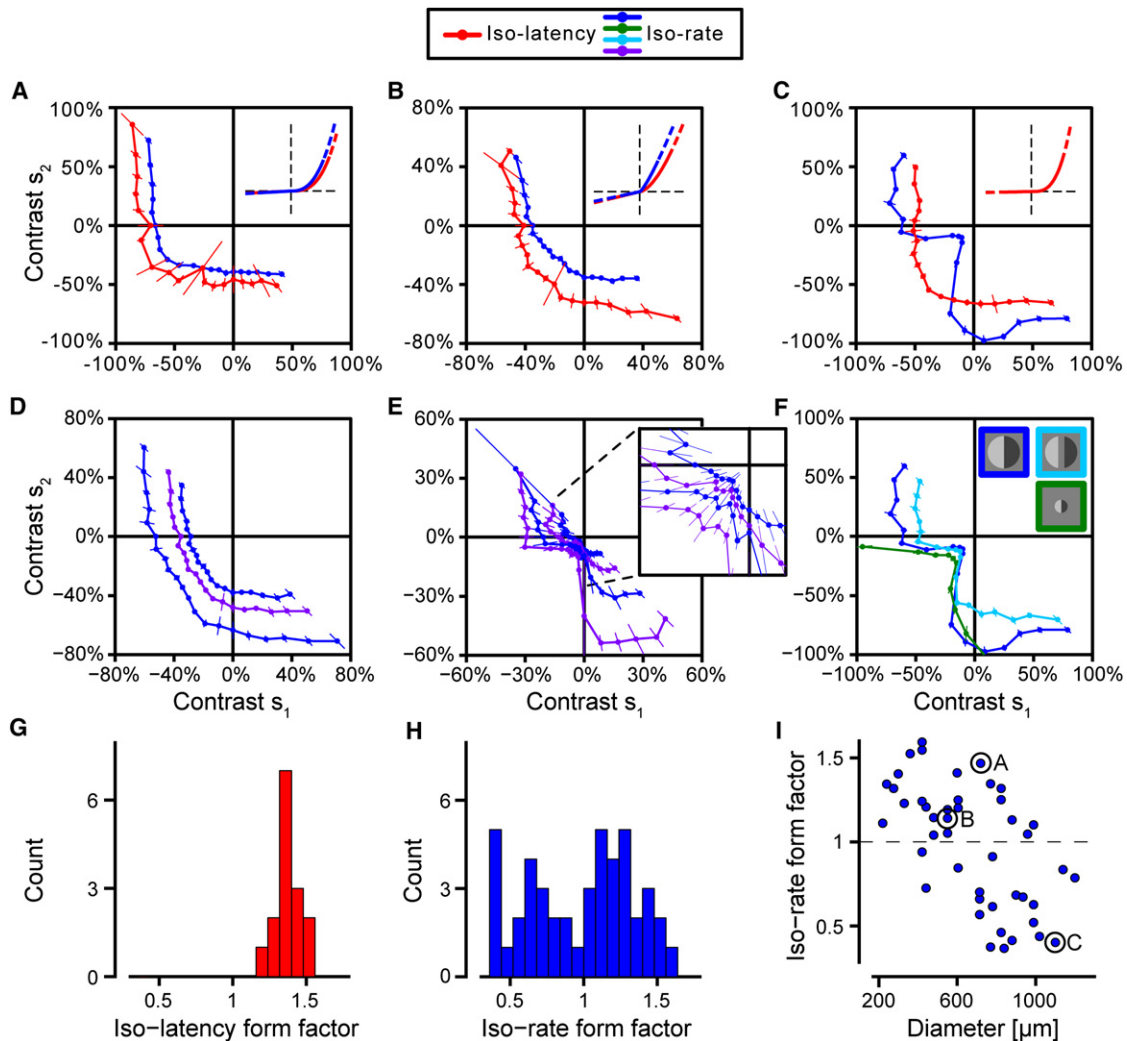 Iso-latency Iso-rate
A B C
100% 80% 100%
50% 40% 50%
0% 0% 0%
-50% -40% -50%
-100% -80% -100%
Contrast s2
-100% -50% 0% 50% 100% -80% -40% 0% 40% 80% -100% -50% 0% 50% 100%
D E F
80% 60% 100%
40% 30% 50%
0% 0% 0%
−40% −30% −50%
−80% −60% −100%
Contrast s2
−80% −40% 0% 40% 80% −60% −30% 0% 30% 60% −100% −50% 0% 50% 100%
Contrast s1 Contrast s1 Contrast s1
G H I
6 6 1.5
3 3 1
0 0 0.5
Count Count Iso−rate form factor
A
B
C
0.5 1 1.5 0.5 1 1.5 200 600 1000
Iso−latency form factor Iso−rate form factor Diameter [µm]